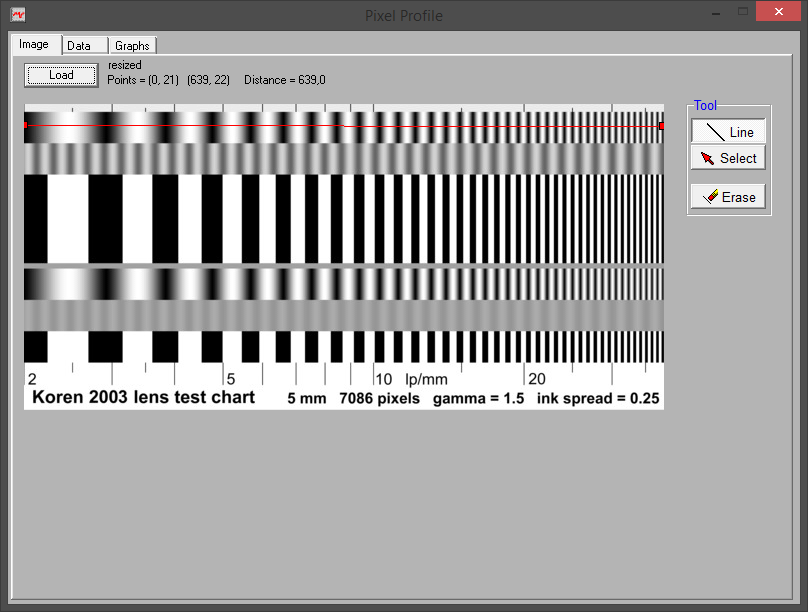 Pixel Profile
Image Data Graphs
Load
resized
Points = (0, 21) (639, 22) Distance = 639,0
Tool
Line
Select
Erase
2 5 10 lp/mm 20
Koren 2003 lens test chart 5 mm 7086 pixels gamma = 1.5 ink spread = 0.25